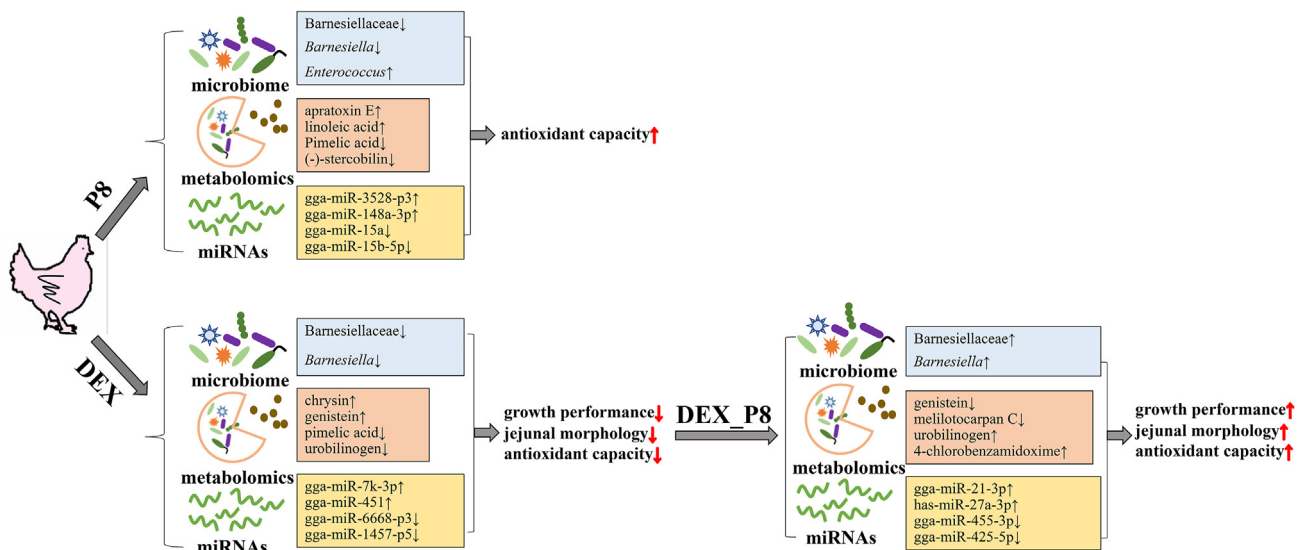 P8
microbiome
Barnesiellaceae↓
Barnesiella↓
Enterococcus↑
metabolomics
apratoxin E↑
linoleic acid↑
Pimelic acid↓
(-)-stercobilin↓
miRNAs
gga-miR-3528-p3↑
gga-miR-148a-3p↑
gga-miR-15a↓
gga-miR-15b-5p↓
antioxidant capacity↑
DEX
microbiome
Barnesiellaceae↓
Barnesiella↓
metabolomics
chrysin↑
genistein↑
pimelic acid↓
urobilinogen↓
miRNAs
gga-miR-7k-3p↑
gga-miR-451↑
gga-miR-6668-p3↓
gga-miR-1457-p5↓
growth performance↓
jejunal morphology↓
antioxidant capacity↓
DEX_P8
microbiome
Barnesiellaceae↑
Barnesiella↑
metabolomics
genistein↓
melilotocarpan C↓
urobilinogen↑
4-chlorobenzamidoxime↑
miRNAs
gga-miR-21-3p↑
has-miR-27a-3p↑
gga-miR-455-3p↓
gga-miR-425-5p↓
growth performance↑
jejunal morphology↑
antioxidant capacity↑